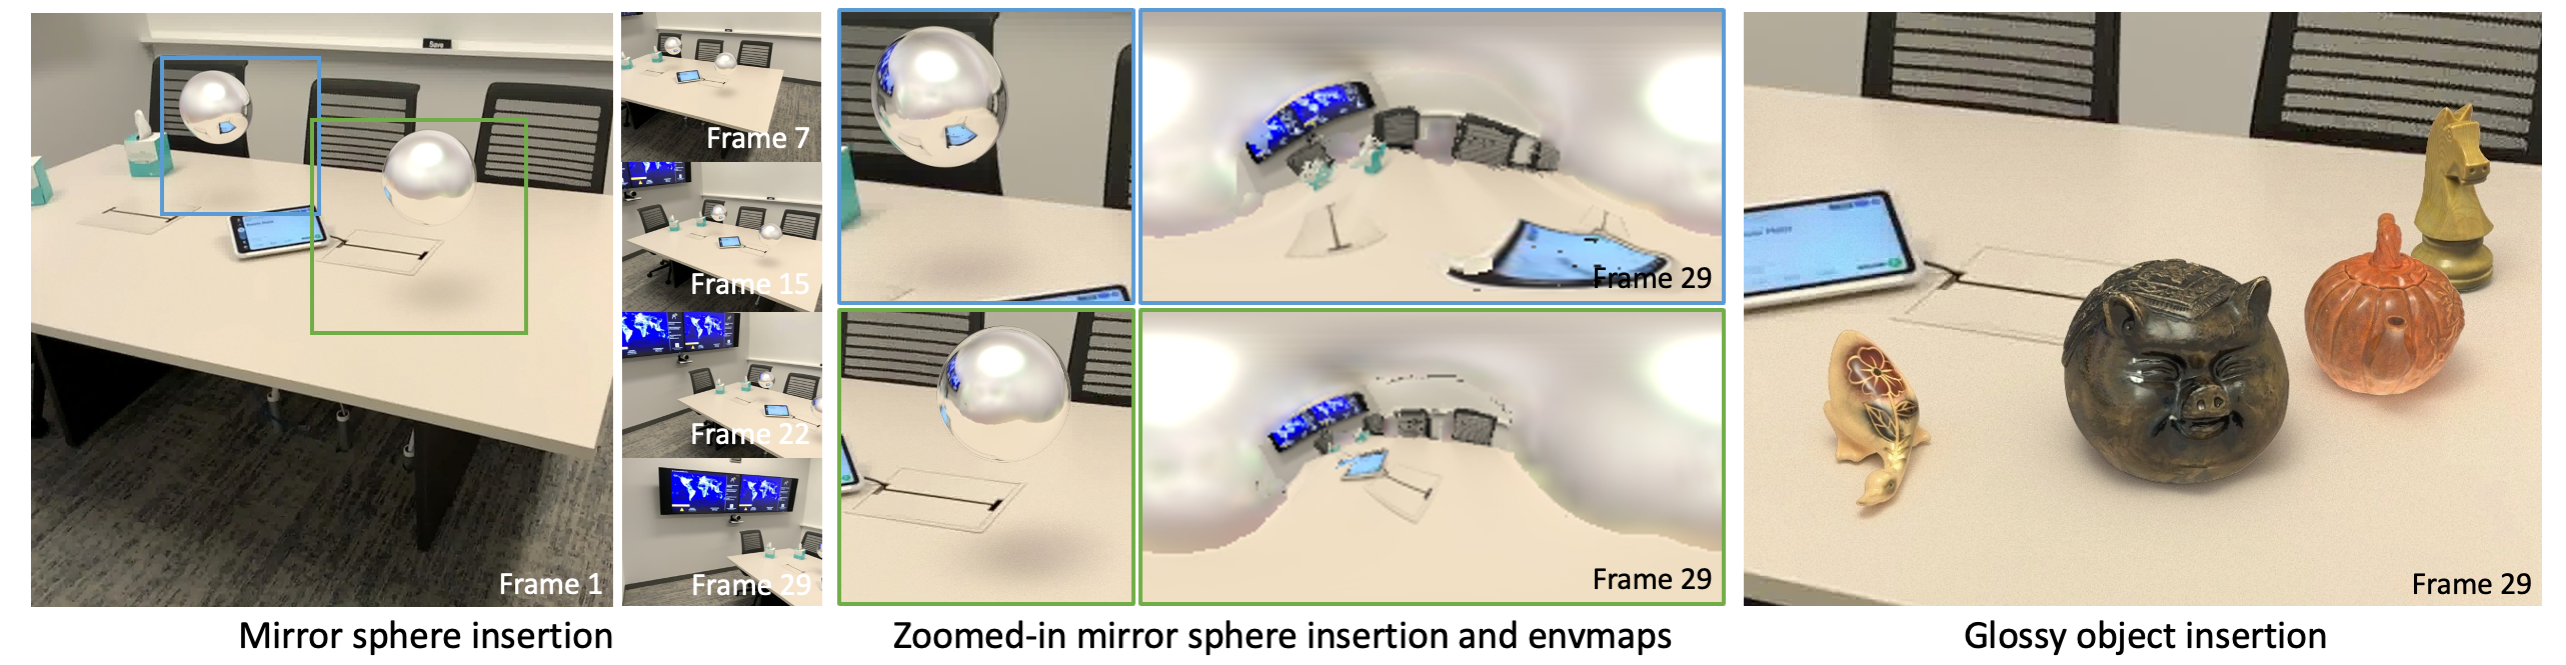 Save
Frame 1
Frame 7
Frame 15
Frame 22
Frame 29
Frame 29
Frame 29
Frame 29
Mirror sphere insertion
Zoomed-in mirror sphere insertion and envmaps
Glossy object insertion